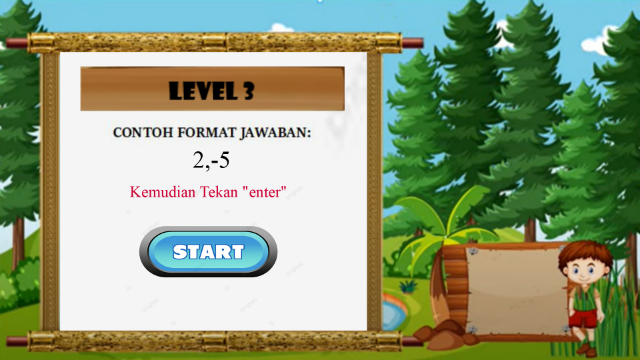 LEVEL 3
CONTOH FORMAT JAWABAN:
2,-5
Kemudian Tekan "enter"
START